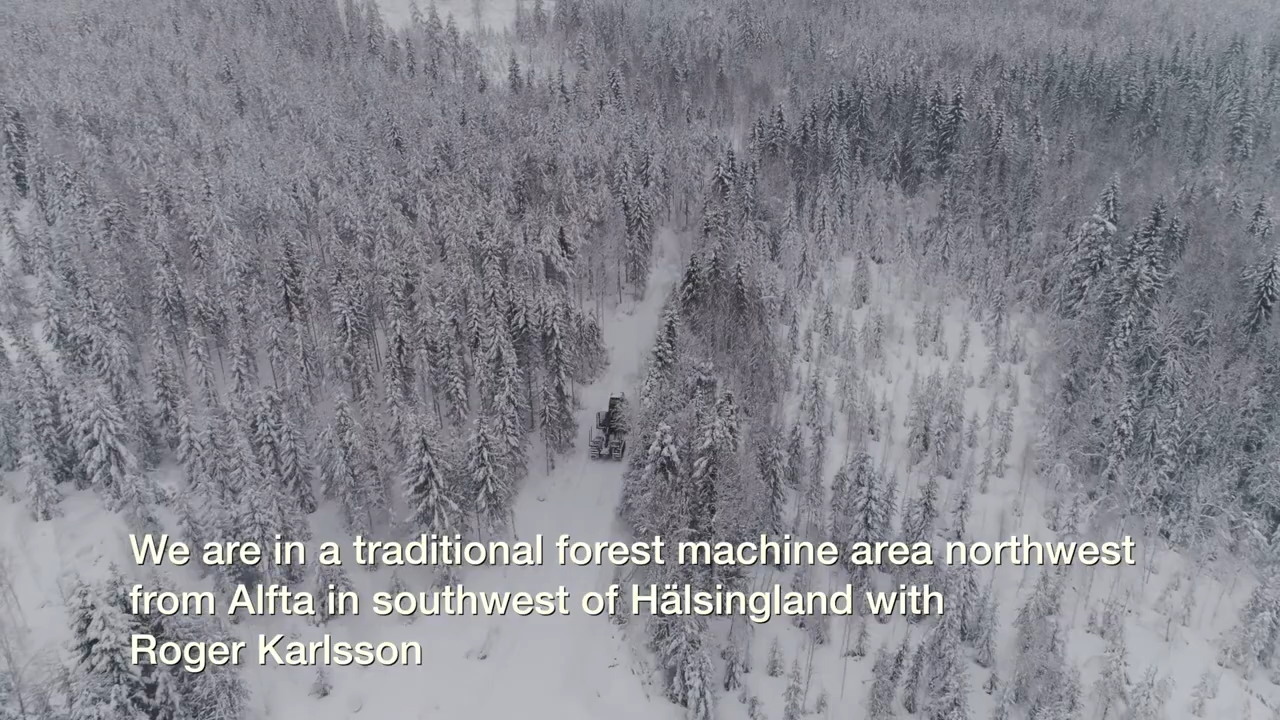 We are in a traditional forest machine area northwest
from Alfta in southwest of Hälsingland with
Roger Karlsson